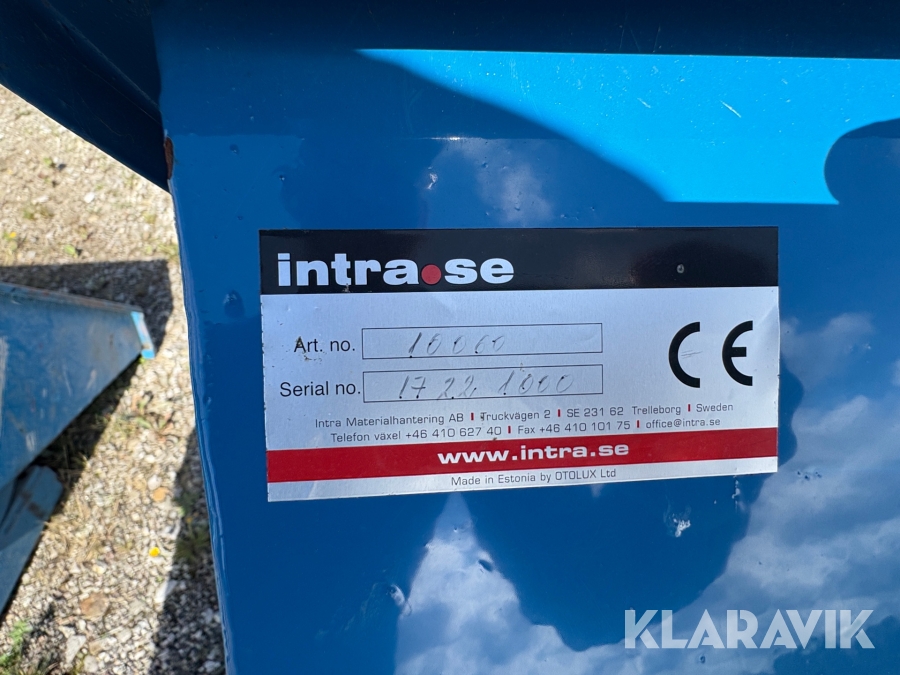 intra.se
Art. no. 10060
CE
Serial no. 1722 1000
Intra Materialhantering AB I Truckvägen 2 I SE 231 62 Trelleborg I Sweden
Telefon växel +46 410 627 40 I Fax +46 410 101 75 I office@intra.se
www.intra.se
Made in Estonia by OTOLUX Ltd
KLARAVIK